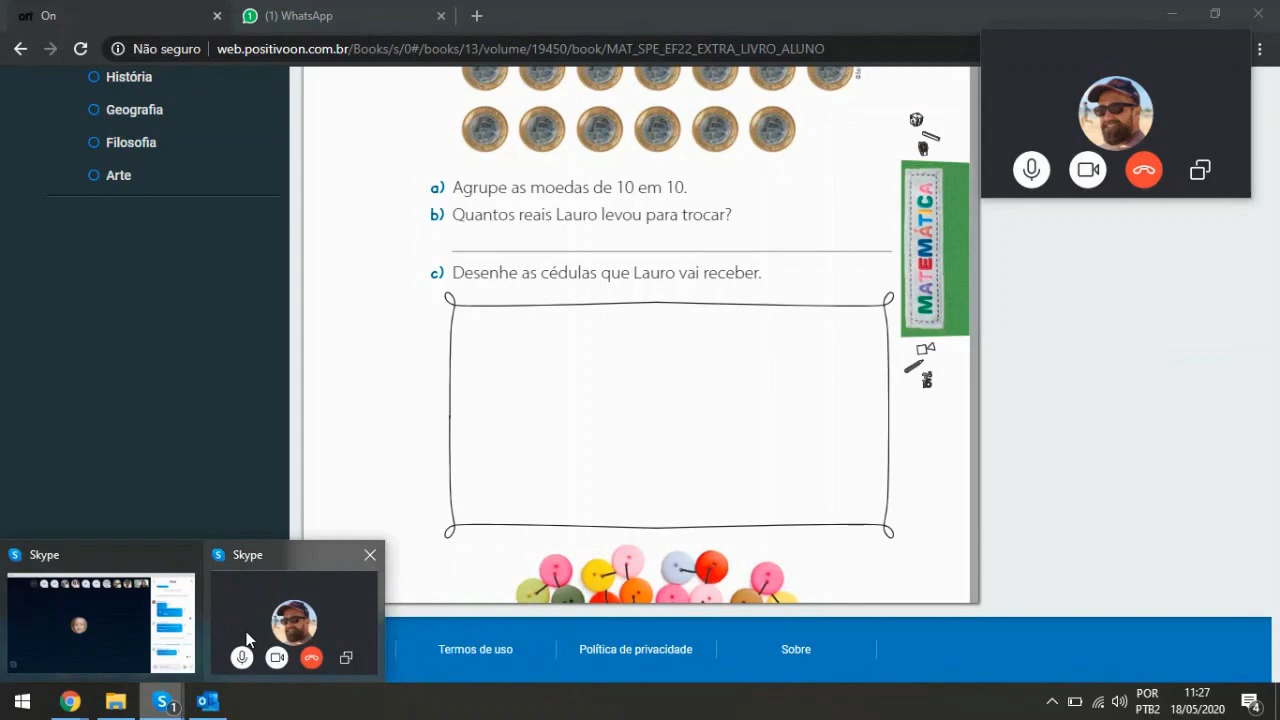 On
(1) WhatsApp
Não seguro
web.positivoon.com.br/Books/s/0#/books/13/volume/19450/book/MAT_SPE_EF22_EXTRA_LIVRO_ALUNO
História
Geografia
Filosofia
Arte
a) Agrupe as moedas de 10 em 10.
b) Quantos reais Lauro levou para trocar?
c) Desenhe as cédulas que Lauro vai receber.
MATEMÁTICA
Skype
Skype
Termos de uso
Política de privacidade
Sobre
1
POR
PTB2
11:27
18/05/2020
4